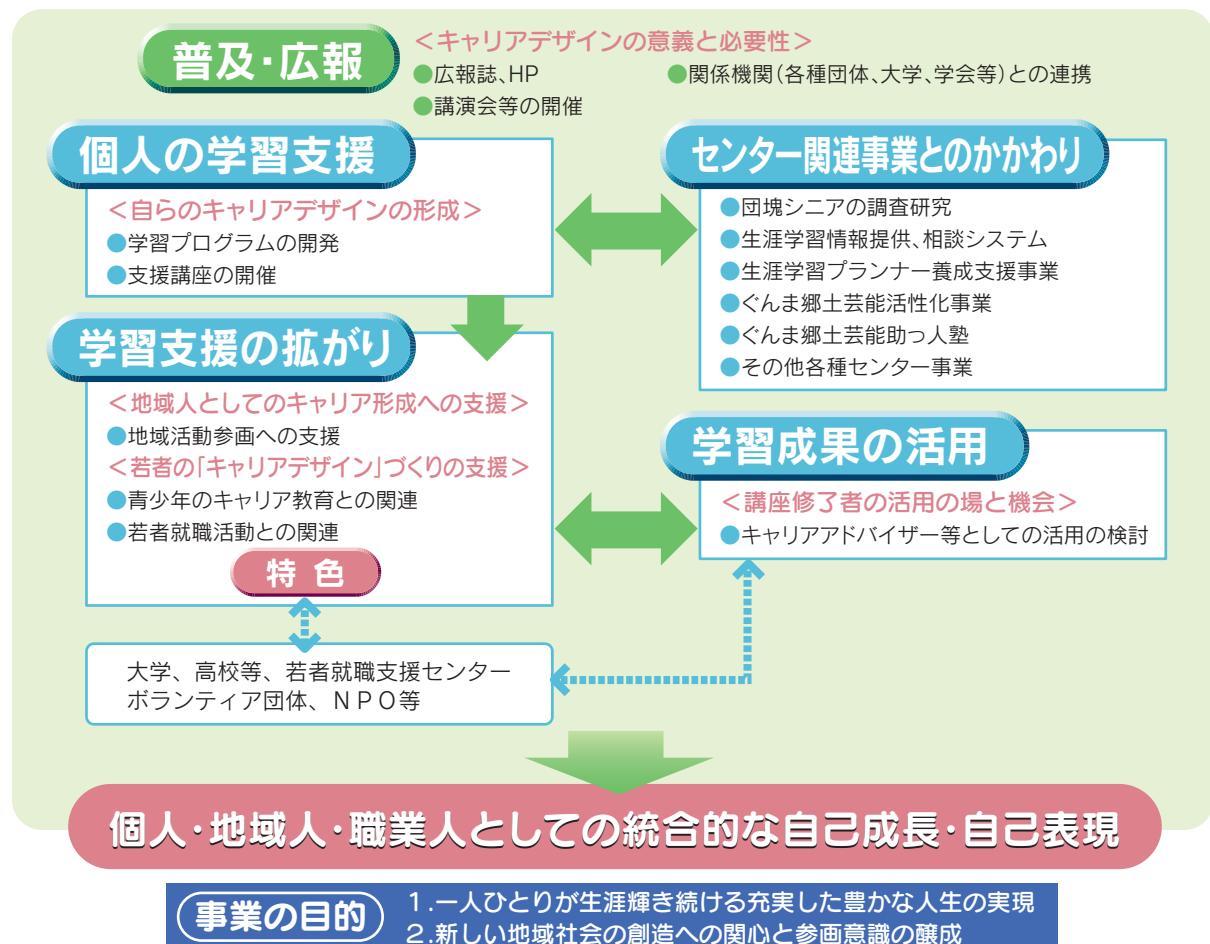 普及・広報
<キャリアデザインの意義と必要性>
●広報誌、HP
●関係機関(各種団体、大学、学会等)との連携
●講演会等の開催
個人の学習支援
<自らのキャリアデザインの形成>
●学習プログラムの開発
●支援講座の開催
センター関連事業とのかかわり
●団塊シニアの調査研究
●生涯学習情報提供、相談システム
●生涯学習プランナー養成支援事業
●ぐんま郷土芸能活性化事業
●ぐんま郷土芸能助っ人塾
●その他各種センター事業
学習支援の拡がり
<地域人としてのキャリア形成への支援>
●地域活動参画への支援
<若者の「キャリアデザイン」づくりの支援>
●青少年のキャリア教育との関連
●若者就職活動との関連
特 色
学習成果の活用
<講座修了者の活用の場と機会>
●キャリアアドバイザー等としての活用の検討
大学、高校等、若者就職支援センター
ボランティア団体、NPO等
個人・地域人・職業人としての統合的な自己成長・自己表現
事業の目的
1.一人ひとりが生涯輝き続ける充実した豊かな人生の実現
2.新しい地域社会の創造への関心と参画意識の醸成